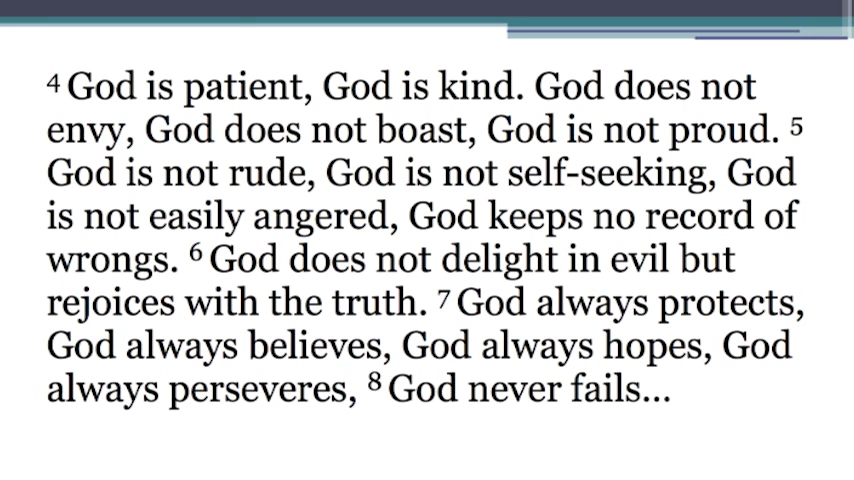 ⁴ God is patient, God is kind. God does not
envy, God does not boast, God is not proud. ⁵
God is not rude, God is not self-seeking, God
is not easily angered, God keeps no record of
wrongs. ⁶ God does not delight in evil but
rejoices with the truth. ⁷ God always protects,
God always believes, God always hopes, God
always perseveres, ⁸ God never fails...